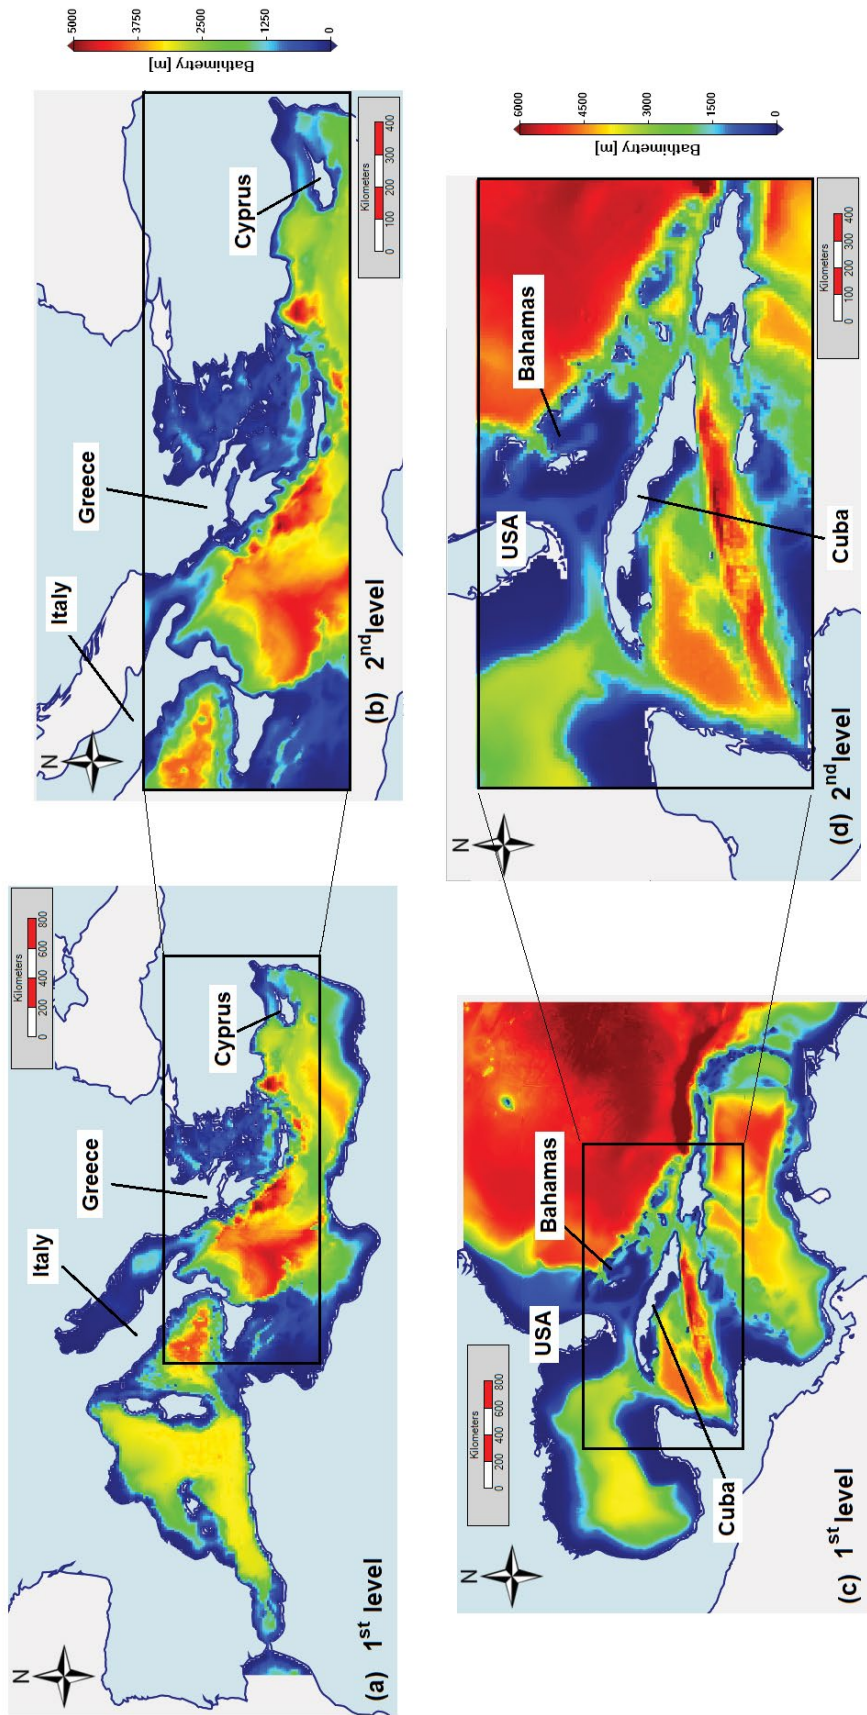 N
Italy
Greece
Cyprus
Kilometers
0 200 400 600 800
(a) 1st level
N
Italy
Greece
Cyprus
Kilometers
0 100 200 300 400
(b) 2nd level
Bathimetry [m]
0 1250 2500 3750 5000
N
USA
Bahamas
Cuba
Kilometers
0 200 400 600 800
(c) 1st level
N
USA
Bahamas
Cuba
Kilometers
0 100 200 300 400
(d) 2nd level
Bathimetry [m]
0 1500 3000 4500 6000